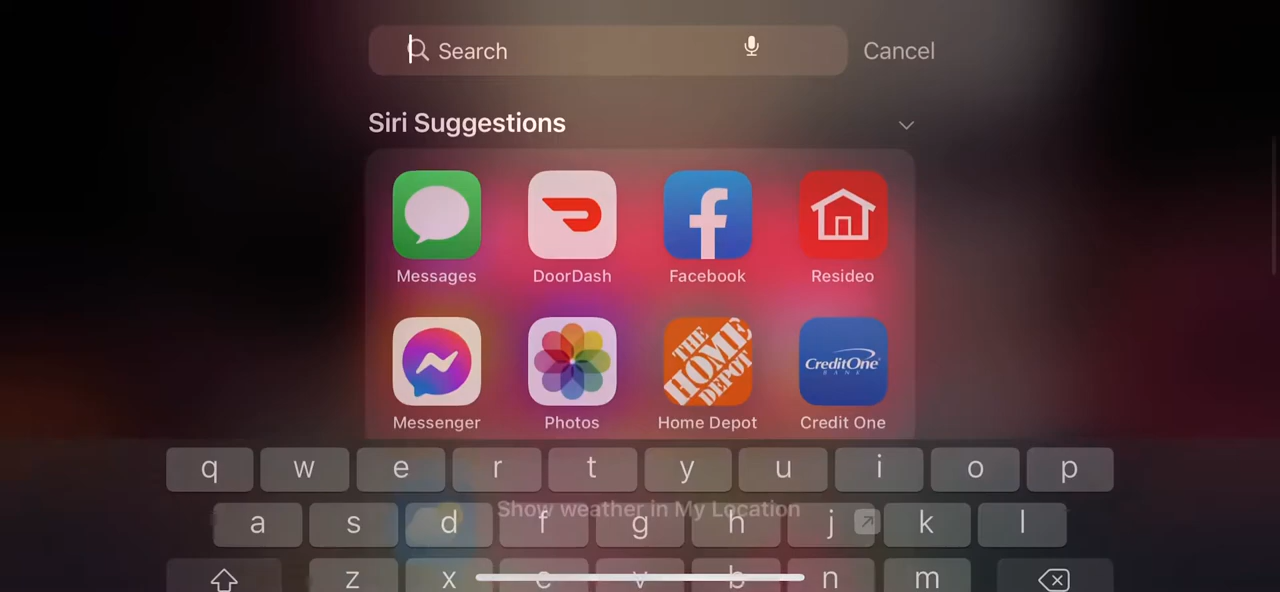 Search
Cancel
Siri Suggestions
Messages
DoorDash
Facebook
THE HOME DEPOT
CreditOne
BANK
Resideo
Messenger
Photos
Home Depot
Credit One
q w e r t y u i o p
Show weather in My Location
a s d f g h j k l
z x c v b n m